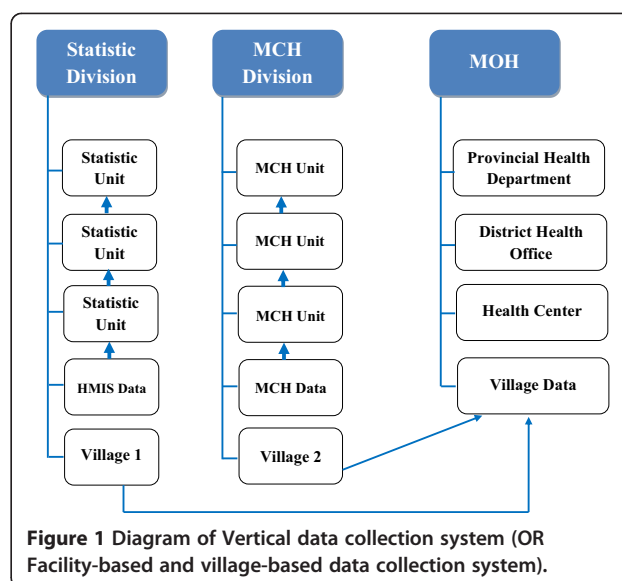 Statistic
Division
MCH
Division
MOH
Statistic
Unit
MCH Unit
Provincial Health
Department
Statistic
Unit
MCH Unit
District Health
Office
Statistic
Unit
MCH Unit
Health Center
HMIS Data
MCH Data
Village Data
Village 1
Village 2
Figure 1 Diagram of Vertical data collection system (OR
Facility-based and village-based data collection system).